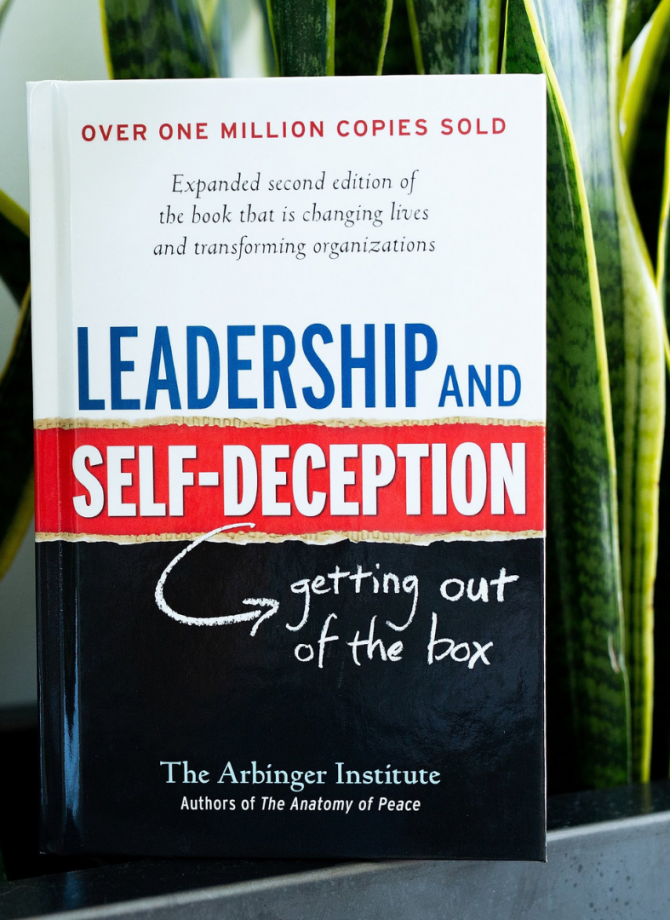 OVER ONE MILLION COPIES SOLD
Expanded second edition of
the book that is changing lives
and transforming organizations
LEADERSHIP AND
SELF-DECEPTION
getting out
of the box
The Arbinger Institute
Authors of The Anatomy of Peace